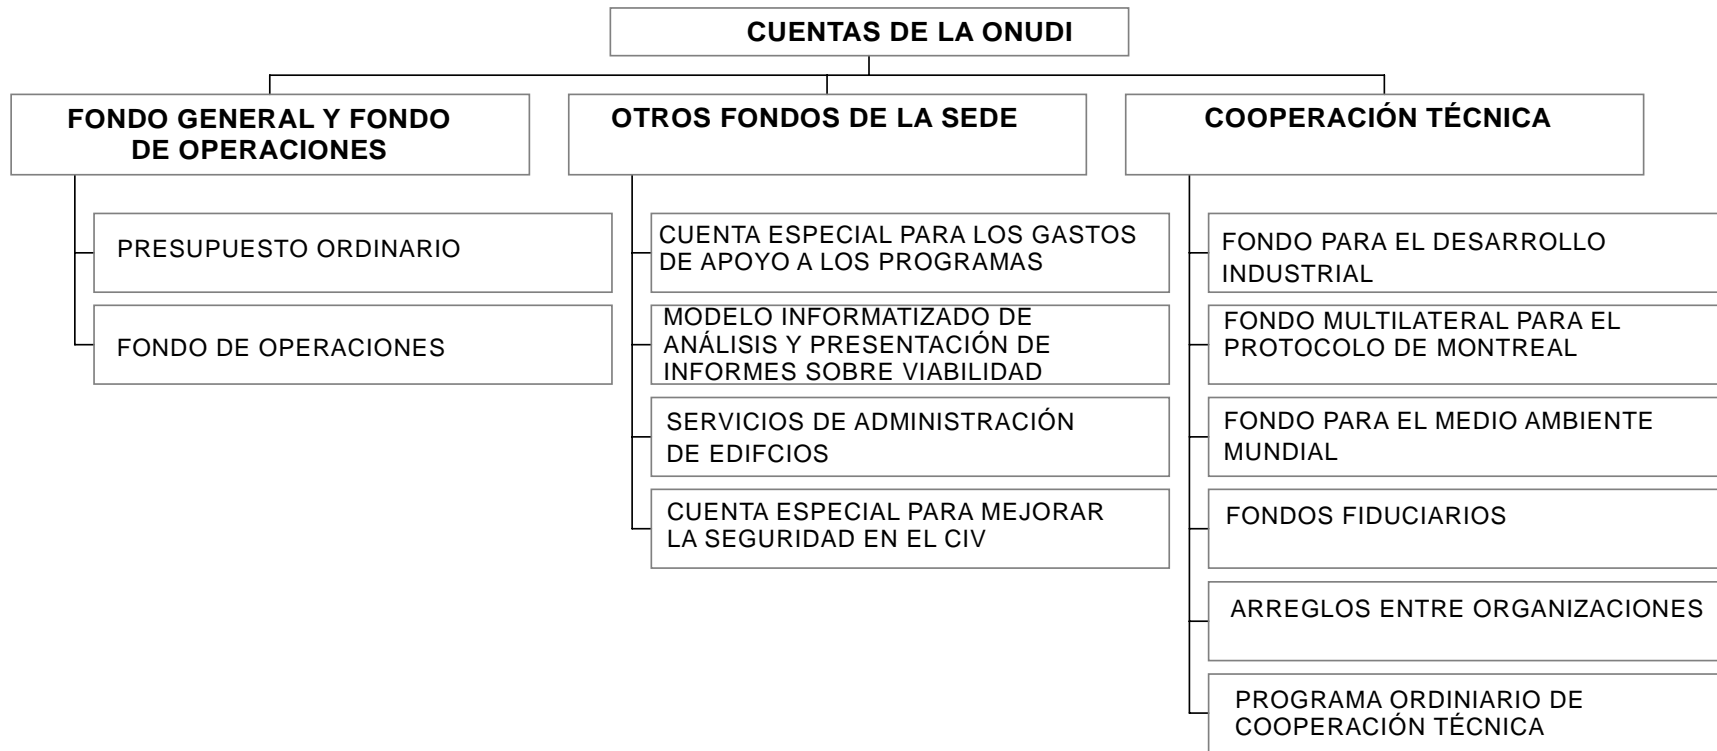 CUENTAS DE LA ONUDI
FONDO GENERAL Y FONDO
DE OPERACIONES
PRESUPUESTO ORDINARIO
FONDO DE OPERACIONES
OTROS FONDOS DE LA SEDE
CUENTA ESPECIAL PARA LOS GASTOS
DE APOYO A LOS PROGRAMAS
MODELO INFORMATIZADO DE
ANÁLISIS Y PRESENTACIÓN DE
INFORMES SOBRE VIABILIDAD
SERVICIOS DE ADMINISTRACIÓN
DE EDIFCIOS
CUENTA ESPECIAL PARA MEJORAR
LA SEGURIDAD EN EL CIV
COOPERACIÓN TÉCNICA
FONDO PARA EL DESARROLLO
INDUSTRIAL
FONDO MULTILATERAL PARA EL
PROTOCOLO DE MONTREAL
FONDO PARA EL MEDIO AMBIENTE
MUNDIAL
FONDOS FIDUCIARIOS
ARREGLOS ENTRE ORGANIZACIONES
PROGRAMA ORDINIARIO DE
COOPERACIÓN TÉCNICA